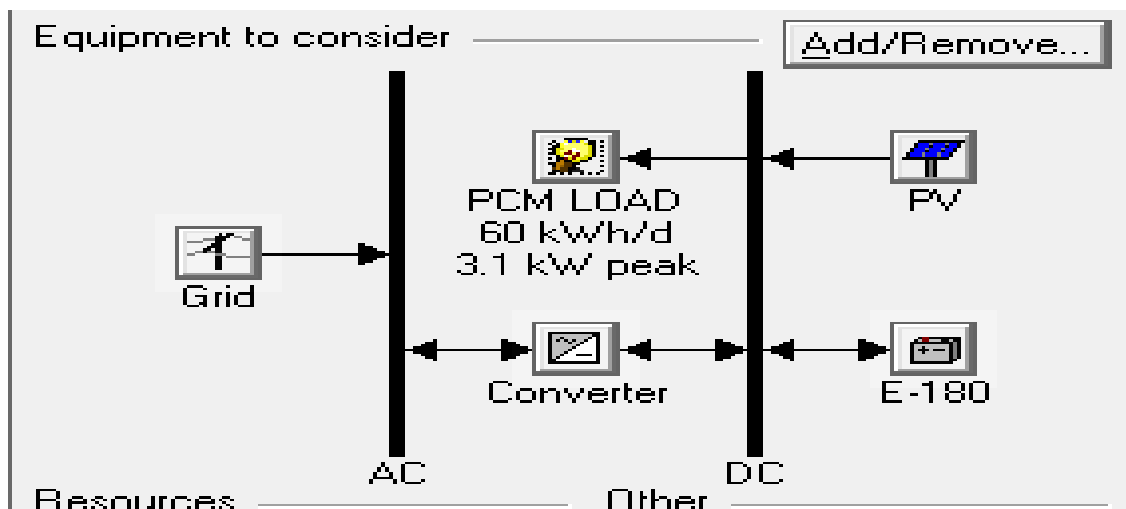 Equipment to consider
Add/Remove...
PCM LOAD
60 kWh/d
3.1 kW peak
PV
Grid
Converter
E-180
AC
DC
Resources
Other